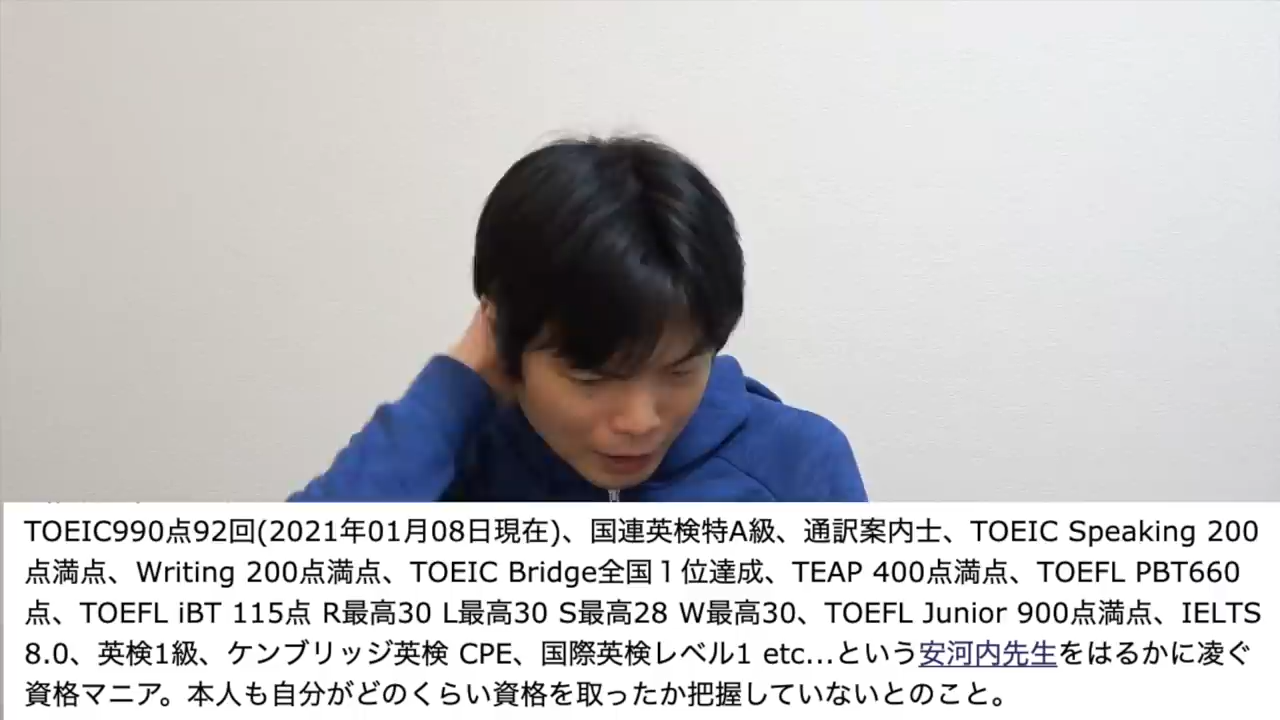 TOEIC990点92回(2021年01月08日現在)、国連英検特A級、通訳案内士、TOEIC Speaking 200
点満点、Writing 200点満点、TOEIC Bridge全国１位達成、TEAP 400点満点、TOEFL PBT660
点、TOEFL iBT 115点 R最高30 L最高30 S最高28 W最高30、TOEFL Junior 900点満点、IELTS
8.0、英検1級、ケンブリッジ英検 CPE、国際英検レベル1 etc...という安河内先生をはるかに凌ぐ
資格マニア。本人も自分がどのくらい資格を取ったか把握していないとのこと。